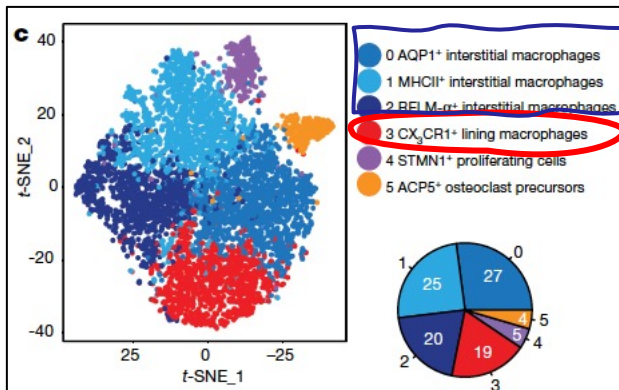 c
40
20
0
−20
−40
t-SNE_2
25
0
−25
t-SNE_1
0 AQP1⁺ interstitial macrophages
1 MHCII⁺ interstitial macrophages
2 RELM-α⁺ interstitial macrophages
3 CX₃CR1⁺ lining macrophages
4 STMN1⁺ proliferating cells
5 ACP5⁺ osteoclast precursors
0
1
27
25
4
5
5
4
20
19
2
3